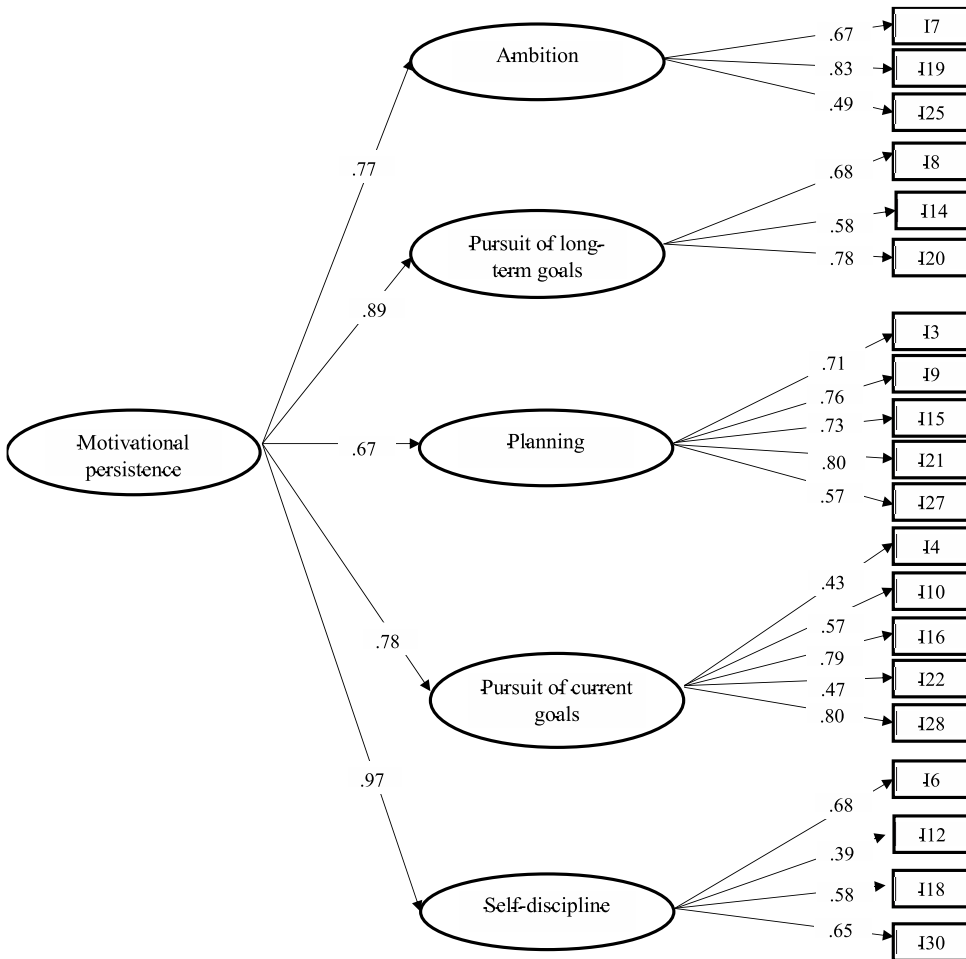 Ambition
.77
.67
.83
.49
I7
I19
I25
Pursuit of long-
term goals
.89
.68
.58
.78
I8
I14
I20
Motivational
persistence
.67
Planning
.71
.76
.73
.80
.57
I3
I9
I15
I21
I27
.78
Pursuit of current
goals
.43
.57
.79
.47
.80
I4
I10
I16
I22
I28
.97
Self-discipline
.68
.39
.58
.65
I6
I12
I18
I30